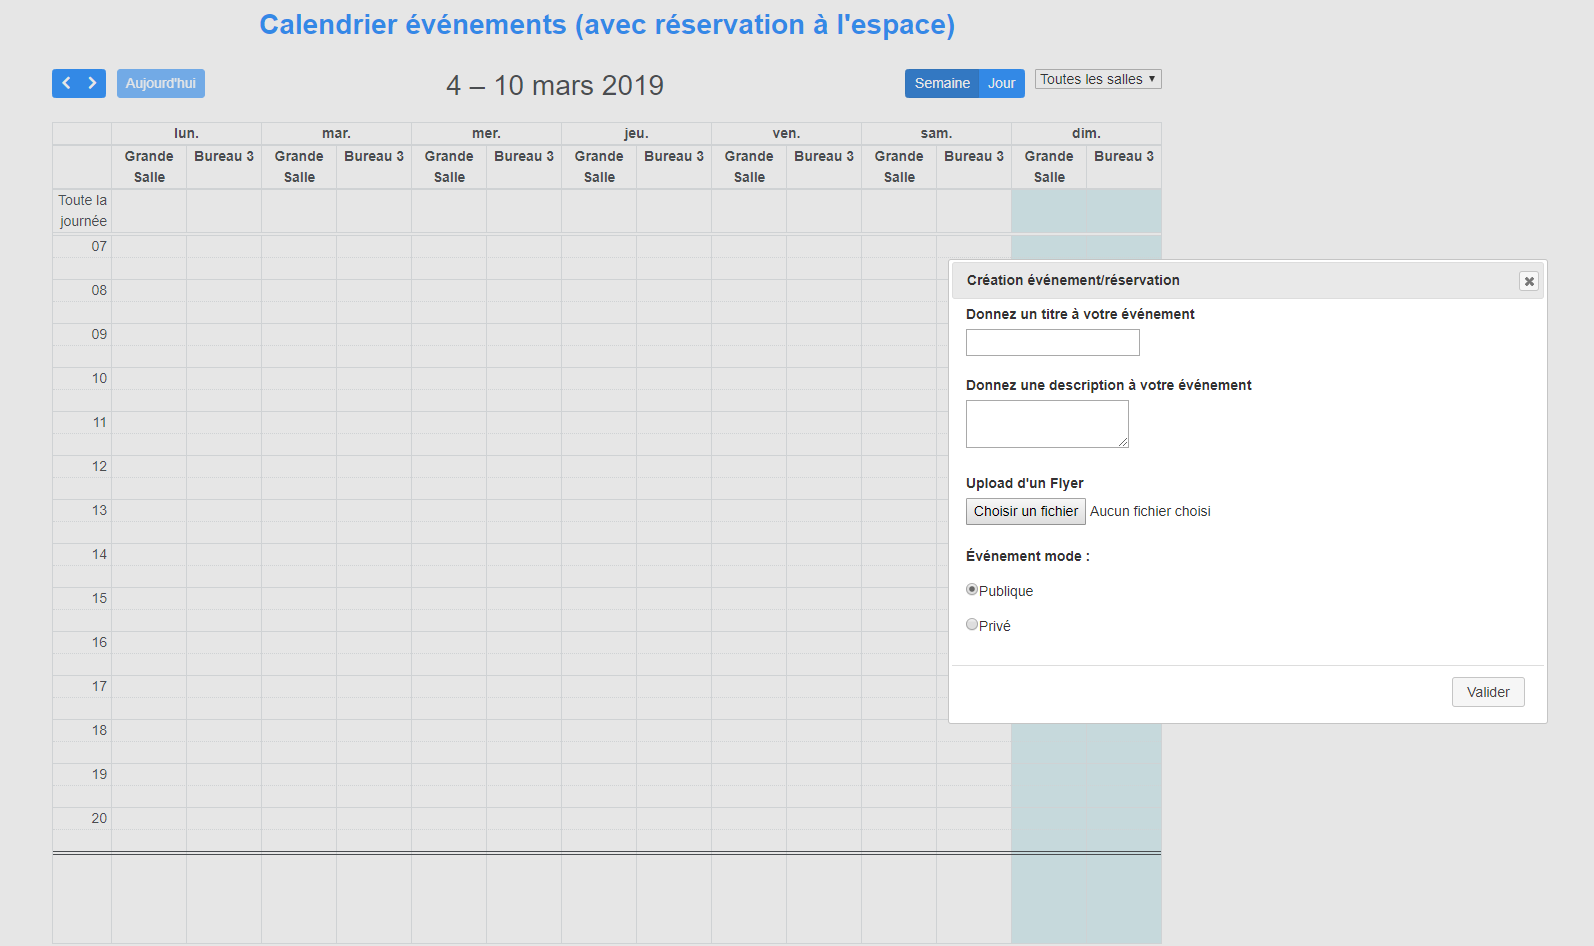 Calendrier événements (avec réservation à l'espace)
Aujourd'hui
4 – 10 mars 2019
Semaine Jour
Toutes les salles
lun. mar. mer. jeu. ven. sam. dim.
Grande Bureau 3 Grande Bureau 3 Grande Bureau 3 Grande Bureau 3 Grande Bureau 3 Grande Bureau 3 Grande Bureau 3
Salle Salle Salle Salle Salle Salle Salle
Toute la
journée
07
08
09
10
11
12
13
14
15
16
17
18
19
20
Création événement/réservation
Donnez un titre à votre événement
Donnez une description à votre événement
Upload d'un Flyer
Choisir un fichier Aucun fichier choisi
Événement mode :
Publique
Privé
Valider